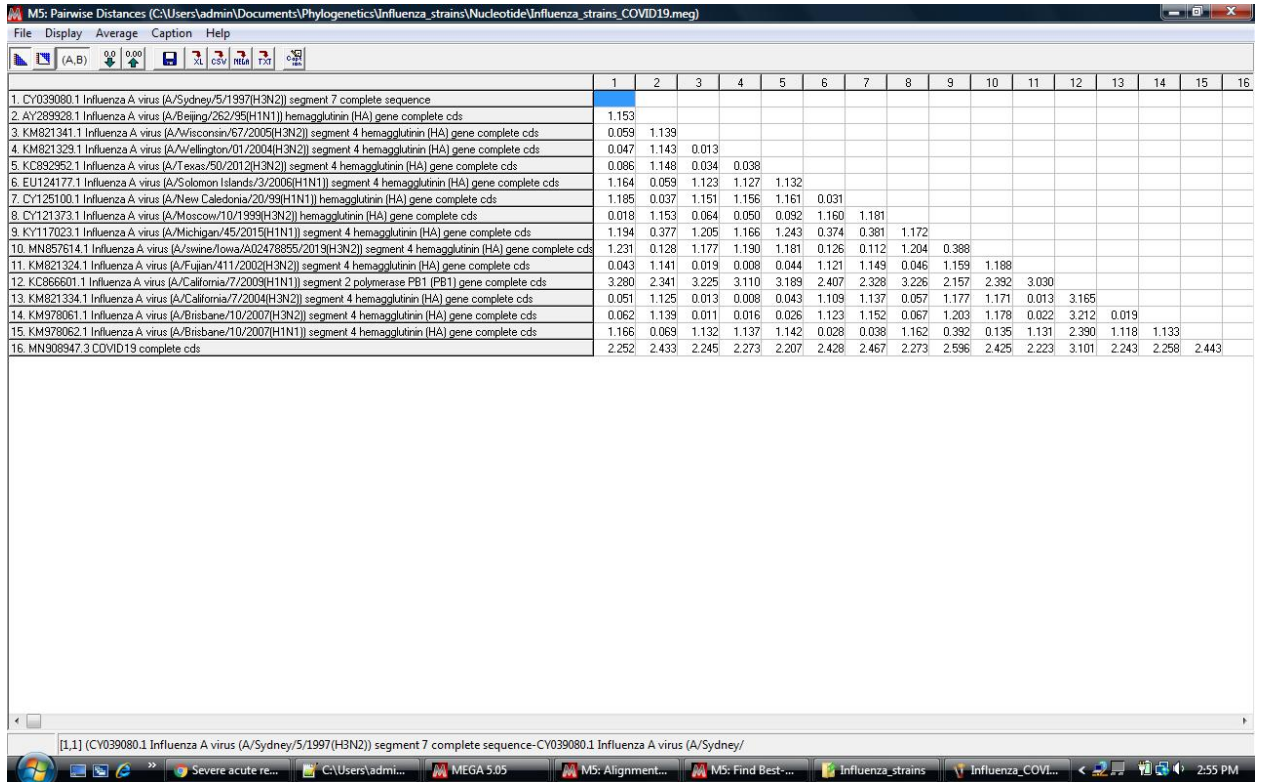 M5: Pairwise Distances (C:\Users\admin\Documents\Phylogenetics\Influenza_strains\Nucleotide\Influenza_strains_COVID19.meg)
File Display Average Caption Help
(A,B) 0.0 0.00 XL CSV MEGA TXT
1 2 3 4 5 6 7 8 9 10 11 12 13 14 15 16
1. CY039080.1 Influenza A virus (A/Sydney/5/1997(H3N2)) segment 7 complete sequence
2. AY289928.1 Influenza A virus (A/Beijing/262/95(H1N1)) hemagglutinin (HA) gene complete cds 1.153
3. KM821341.1 Influenza A virus (A/Wisconsin/67/2005(H3N2)) segment 4 hemagglutinin (HA) gene complete cds 0.059 1.139
4. KM821329.1 Influenza A virus (A/Wellington/01/2004(H3N2)) segment 4 hemagglutinin (HA) gene complete cds 0.047 1.143 0.013
5. KC892952.1 Influenza A virus (A/Texas/50/2012(H3N2)) segment 4 hemagglutinin (HA) gene complete cds 0.086 1.148 0.034 0.038
6. EU124177.1 Influenza A virus (A/Solomon Islands/3/2006(H1N1)) segment 4 hemagglutinin (HA) gene complete cds 1.164 0.059 1.123 1.127 1.132
7. CY125100.1 Influenza A virus (A/New Caledonia/20/99(H1N1)) hemagglutinin (HA) gene complete cds 1.185 0.037 1.151 1.156 1.161 0.031
8. CY121373.1 Influenza A virus (A/Moscow/10/1999(H3N2)) hemagglutinin (HA) gene complete cds 0.018 1.153 0.064 0.050 0.092 1.160 1.181
9. KY117023.1 Influenza A virus (A/Michigan/45/2015(H1N1)) segment 4 hemagglutinin (HA) gene complete cds 1.194 0.377 1.205 1.166 1.243 0.374 0.381 1.172
10. MN857614.1 Influenza A virus (A/swine/Iowa/A02478855/2019(H3N2)) segment 4 hemagglutinin (HA) gene complete cds 1.231 0.128 1.177 1.190 1.181 0.126 0.112 1.204 0.388
11. KM821324.1 Influenza A virus (A/Fujian/411/2002(H3N2)) segment 4 hemagglutinin (HA) gene complete cds 0.043 1.141 0.019 0.008 0.044 1.121 1.149 0.046 1.159 1.188
12. KC866601.1 Influenza A virus (A/California/7/2009(H1N1)) segment 2 polymerase PB1 (PB1) gene complete cds 3.280 2.341 3.225 3.110 3.189 2.407 2.328 3.226 2.157 2.392 3.030
13. KM821334.1 Influenza A virus (A/California/7/2004(H3N2)) segment 4 hemagglutinin (HA) gene complete cds 0.051 1.125 0.013 0.008 0.043 1.109 1.137 0.057 1.177 1.171 0.013 3.165
14. KM978061.1 Influenza A virus (A/Brisbane/10/2007(H3N2)) segment 4 hemagglutinin (HA) gene complete cds 0.062 1.139 0.011 0.016 0.026 1.123 1.152 0.067 1.203 1.178 0.022 3.212 0.019
15. KM978062.1 Influenza A virus (A/Brisbane/10/2007(H1N1)) segment 4 hemagglutinin (HA) gene complete cds 1.166 0.069 1.132 1.137 1.142 0.028 0.038 1.162 0.392 0.135 1.131 2.390 1.118 1.133
16. MN908947.3 COVID19 complete cds 2.252 2.433 2.245 2.273 2.207 2.428 2.467 2.273 2.596 2.425 2.223 3.101 2.243 2.258 2.443
[1,1] (CY039080.1 Influenza A virus (A/Sydney/5/1997(H3N2)) segment 7 complete sequence-CY039080.1 Influenza A virus (A/Sydney/
Severe acute re... C:\Users\admi... MEGA 5.05 M5: Alignment... M5: Find Best-... Influenza_strains Influenza_COVI... 2:55 PM